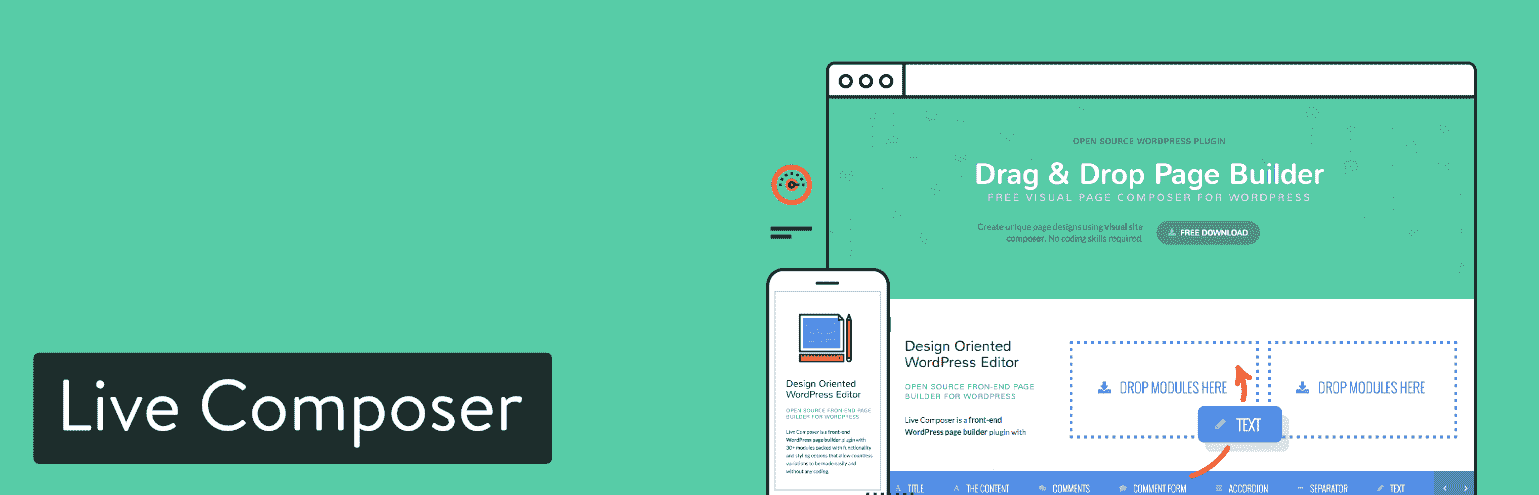 OPEN SOURCE WORDPRESS PLUGIN
Drag & Drop Page Builder
FREE VISUAL PAGE COMPOSER FOR WORDPRESS
Create unique page designs using visual site
composer. No coding skills required.
FREE DOWNLOAD
Live Composer
Design Oriented
WordPress Editor
OPEN SOURCE FRON-END PAGE
BUILDER FOR WORDPRESS
Live Composer is a front-end
WordPress page builder plugin with
30+ modules packed with functionality
and styling options that allow countless
variations to be made easily and
without any coding.
Design Oriented
WordPress Editor
OPEN SOURCE FRON-END PAGE
BUILDER FOR WORDPRESS
Live Composer is a front-end
WordPress page builder plugin with
DROP MODULES HERE
DROP MODULES HERE
TEXT
TITLE
THE CONTENT
COMMENTS
COMMENT FORM
ACCORDION
SEPARATOR
TEXT